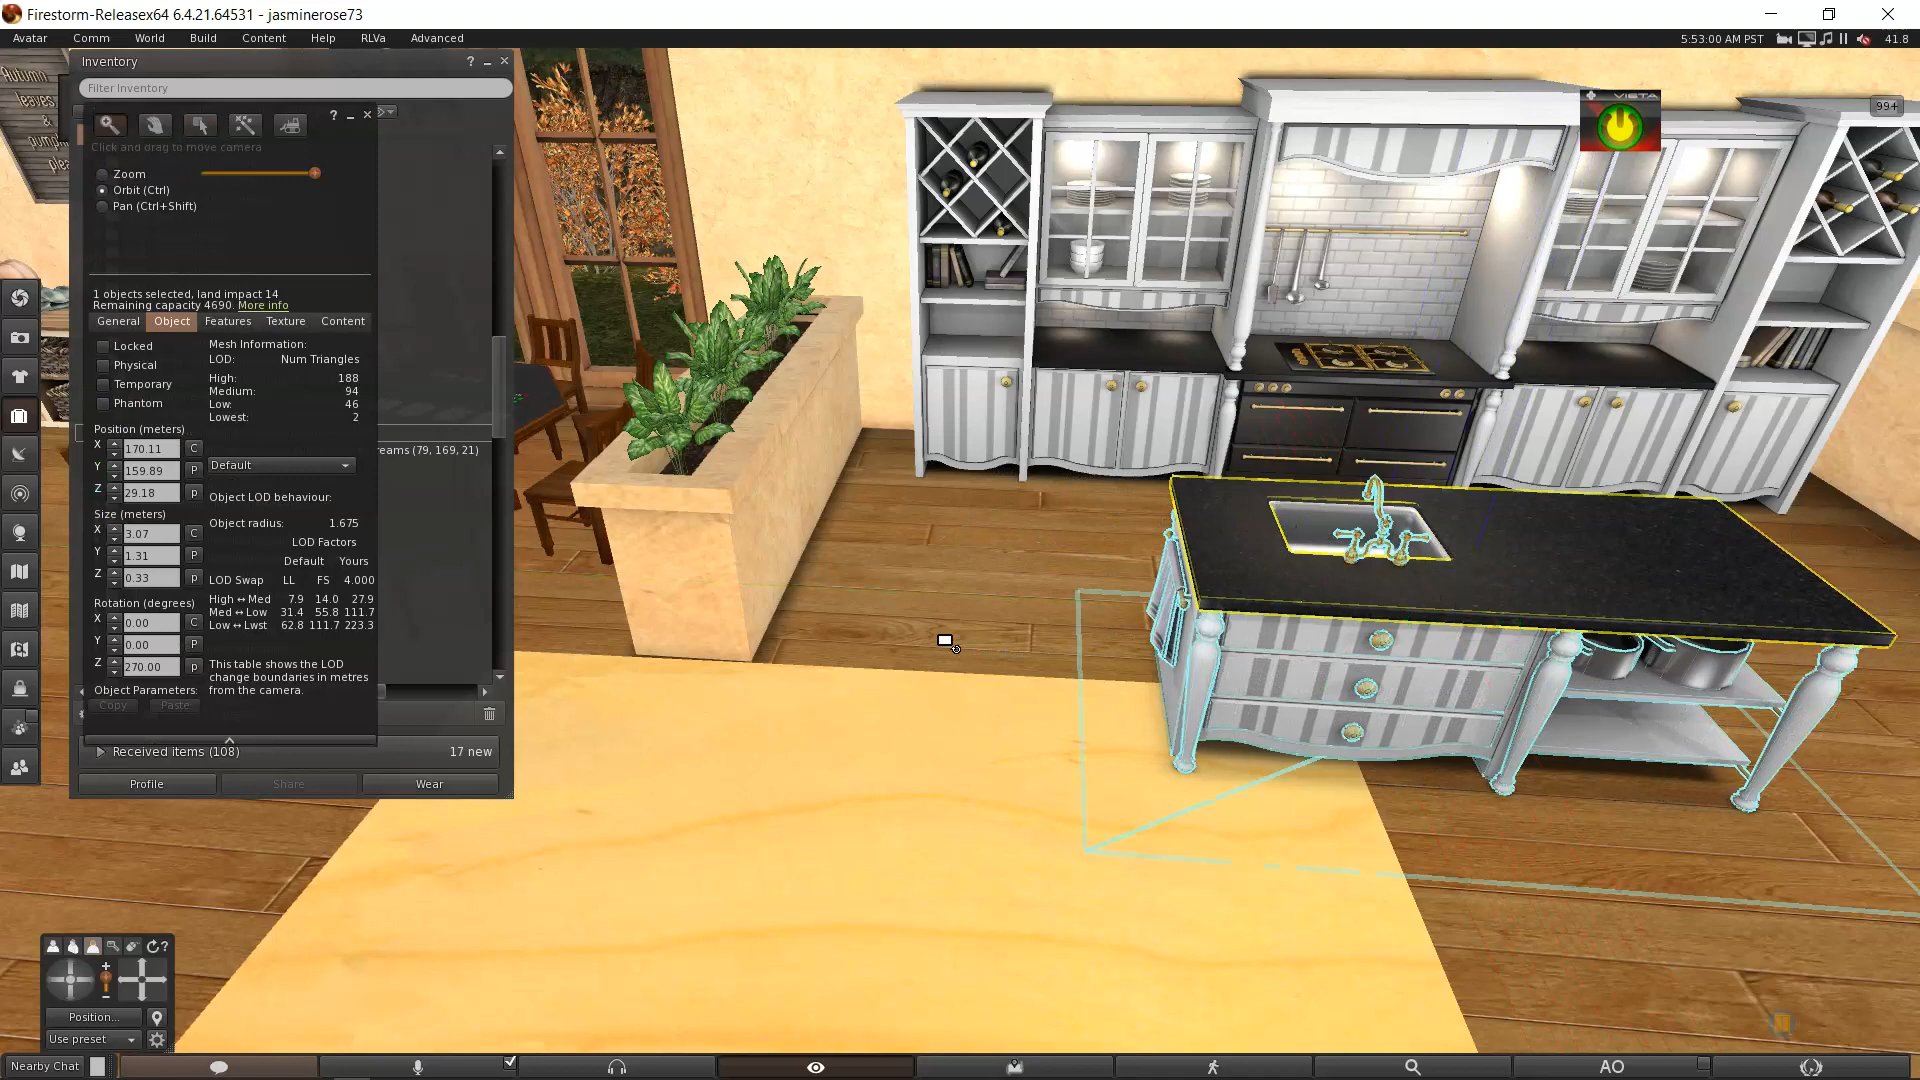 Firestorm-Releasex64 6.4.21.64531 - jasminerose73
Avatar Comm World Build Content Help RLVa Advanced
5:53:00 AM PST 41.8
Autumn
leaves
&
Inventory
Filter Inventory
VISTA
99+
Click and drag to move camera
Zoom
Orbit (Ctrl)
Pan (Ctrl+Shift)
1 objects selected, land impact 14
Remaining capacity 4690. More info
General Object Features Texture Content
Locked
Physical
Temporary
Phantom
Mesh Information:
LOD: Num Triangles
High: 188
Medium: 94
Low: 46
Lowest: 2
Position (meters)
X 170.11 C
Y 159.89 P
Z 29.18 p
Default
eams (79, 169, 21)
Object LOD behaviour:
Size (meters)
X 3.07 C
Y 1.31 P
Z 0.33 p
Object radius: 1.675
LOD Factors
Default Yours
LOD Swap LL FS 4.000
High ↔ Med 7.9 14.0 27.9
Med ↔ Low 31.4 55.8 111.7
Low ↔ Lwst 62.8 111.7 223.3
Rotation (degrees)
X 0.00 C
Y 0.00 P
Z 270.00 p
This table shows the LOD
change boundaries in metres
from the camera.
Object Parameters:
Copy Paste
Received items (108) 17 new
Profile Share Wear
Position...
Use preset
Nearby Chat
AO